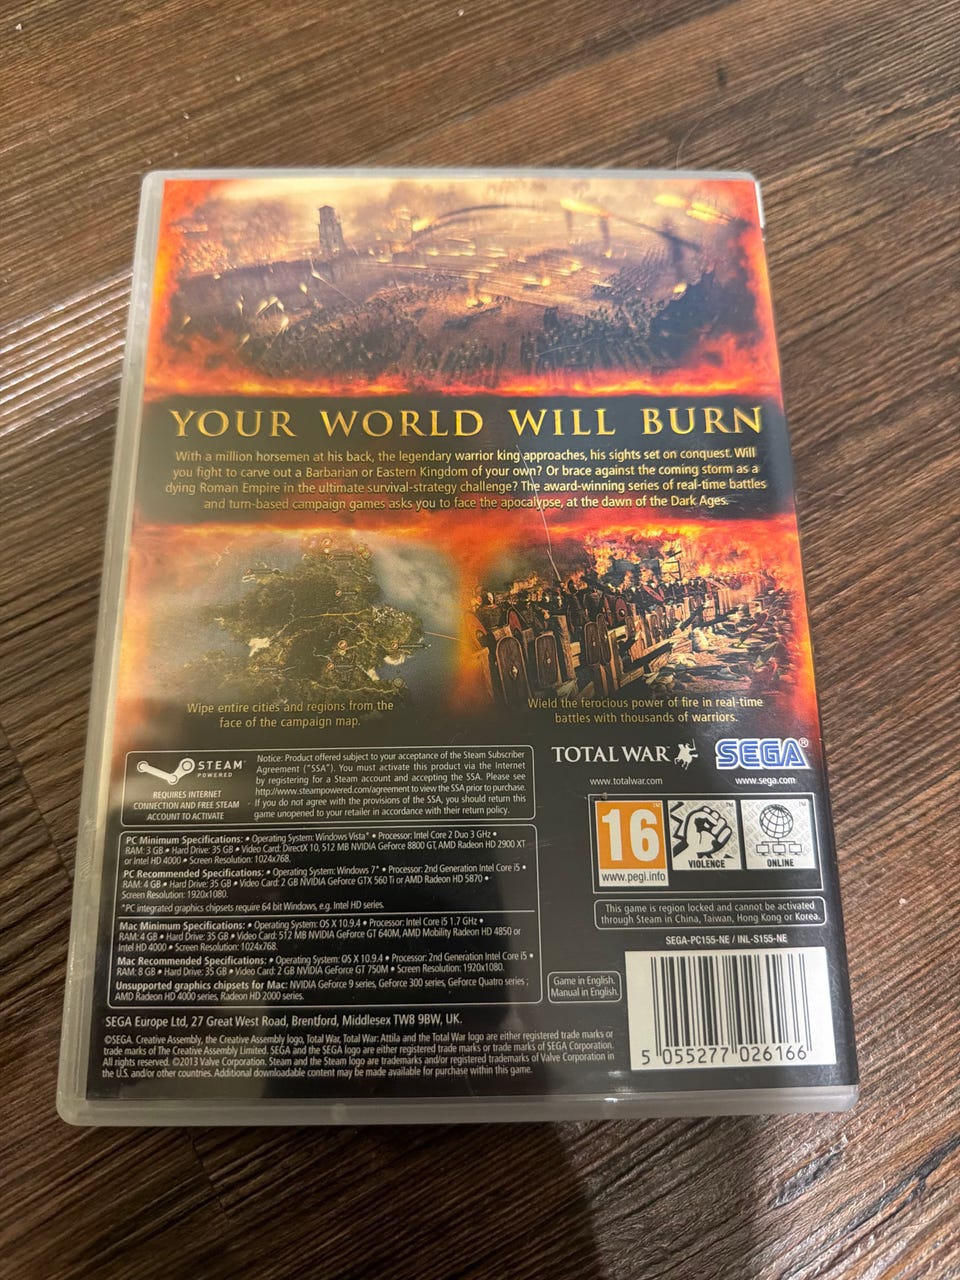 YOUR WORLD WILL BURN
With a million horsemen at his back, the legendary warrior king approaches, his sights set on conquest. Will
you fight to carve out a Barbarian or Eastern Kingdom of your own? Or brace against the coming storm as a
dying Roman Empire in the ultimate survival-strategy challenge? The award-winning series of real-time battles
and turn-based campaign games asks you to face the apocalypse, at the dawn of the Dark Ages.
Wipe entire cities and regions from the
face of the campaign map.
Wield the ferocious power of fire in real-time
battles with thousands of warriors.
STEAM™
POWERED
REQUIRES INTERNET
CONNECTION AND FREE STEAM
ACCOUNT TO ACTIVATE
Notice: Product offered subject to your acceptance of the Steam Subscriber
Agreement ("SSA"). You must activate this product via the Internet
by registering for a Steam account and accepting the SSA. Please see
http://www.steampowered.com/agreement to view the SSA prior to purchase.
If you do not agree with the provisions of the SSA, you should return this
game unopened to your retailer in accordance with their return policy.
TOTAL WAR™
www.totalwar.com
SEGA®
www.sega.com
PC Minimum Specifications: • Operating System: Windows Vista* • Processor: Intel Core 2 Duo 3 GHz •
RAM: 3 GB • Hard Drive: 35 GB • Video Card: DirectX 10, 512 MB NVIDIA GeForce 8800 GT, AMD Radeon HD 2900 XT
or Intel HD 4000 • Screen Resolution: 1024x768.
PC Recommended Specifications: • Operating System: Windows 7* • Processor: 2nd Generation Intel Core i5 •
RAM: 4 GB • Hard Drive: 35 GB • Video Card: 2 GB NVIDIA GeForce GTX 560 Ti or AMD Radeon HD 5870 •
Screen Resolution: 1920x1080.
*PC integrated graphics chipsets require 64 bit Windows, e.g. Intel HD series.
Mac Minimum Specifications: • Operating System: OS X 10.9.4 • Processor: Intel Core i5 1.7 GHz •
RAM: 4 GB • Hard Drive: 35 GB • Video Card: 512 MB NVIDIA GeForce GT 640M, AMD Mobility Radeon HD 4850 or
Intel HD 4000 • Screen Resolution: 1024x768.
Mac Recommended Specifications: • Operating System: OS X 10.9.4 • Processor: 2nd Generation Intel Core i5 •
RAM: 8 GB • Hard Drive: 35 GB • Video Card: 2 GB NVIDIA GeForce GT 750M • Screen Resolution: 1920x1080.
Unsupported graphics chipsets for Mac: NVIDIA GeForce 9 series, GeForce 300 series, GeForce Quatro series ;
AMD Radeon HD 4000 series, Radeon HD 2000 series.
16
www.pegi.info
VIOLENCE
ONLINE
This game is region locked and cannot be activated
through Steam in China, Taiwan, Hong Kong or Korea.
SEGA-PC155-NE / INL-S155-NE
Game in English.
Manual in English.
5 055277 026166
SEGA Europe Ltd, 27 Great West Road, Brentford, Middlesex TW8 9BW, UK.
©SEGA. Creative Assembly, the Creative Assembly logo, Total War, Total War: Attila and the Total War logo are either registered trade marks or
trade marks of The Creative Assembly Limited. SEGA and the SEGA logo are either registered trade marks or trade marks of SEGA Corporation.
All rights reserved. ©2013 Valve Corporation. Steam and the Steam logo are trademarks and/or registered trademarks of Valve Corporation in
the U.S. and/or other countries. Additional downloadable content may be made available for purchase within this game.